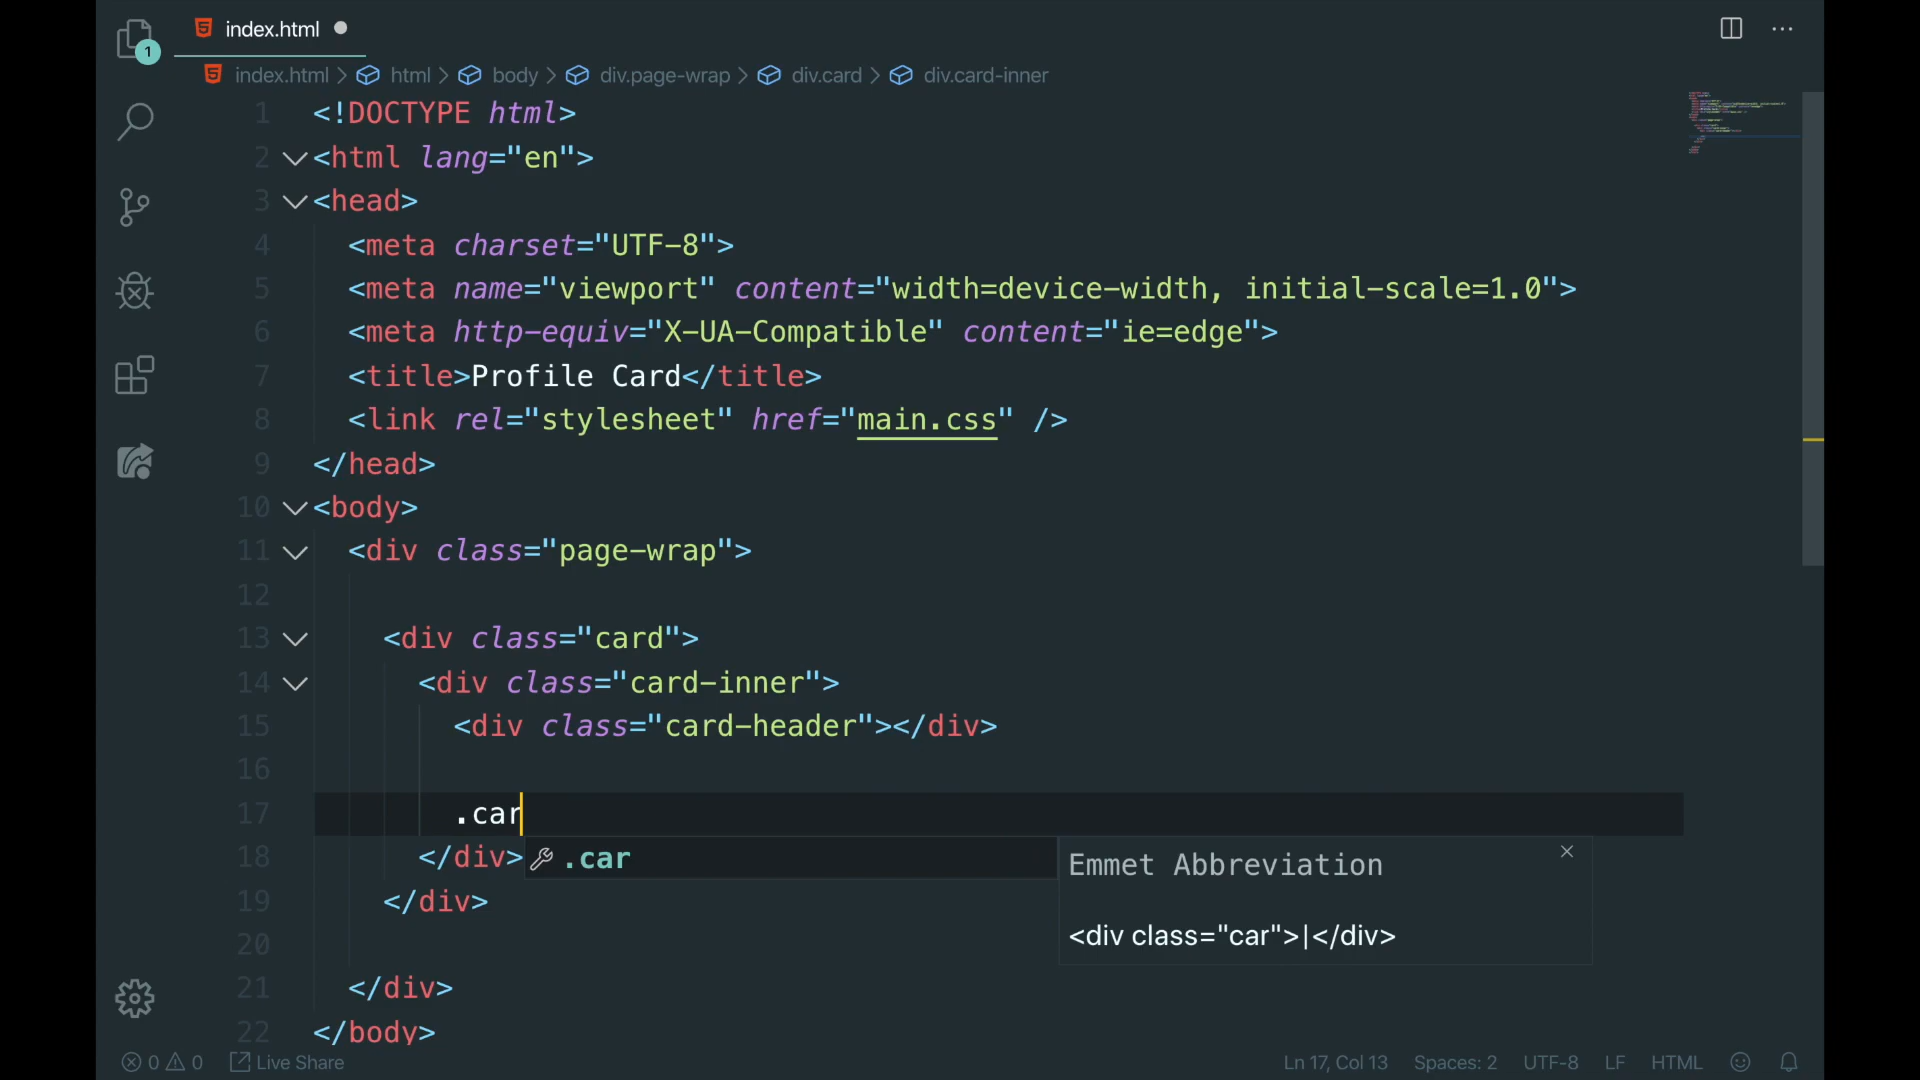 index.html
1
index.html > html > body > div.page-wrap > div.card > div.card-inner
1 <!DOCTYPE html>
2 <html lang="en">
3 <head>
4 <meta charset="UTF-8">
5 <meta name="viewport" content="width=device-width, initial-scale=1.0">
6 <meta http-equiv="X-UA-Compatible" content="ie=edge">
7 <title>Profile Card</title>
8 <link rel="stylesheet" href="main.css" />
9 </head>
10 <body>
11 <div class="page-wrap">
12
13 <div class="card">
14 <div class="card-inner">
15 <div class="card-header"></div>
16
17 .car
18 </div> .car
Emmet Abbreviation
19 </div>
<div class="car">|</div>
20
21 </div>
22 </body>
0 0 Live Share Ln 17, Col 13 Spaces: 2 UTF-8 LF HTML